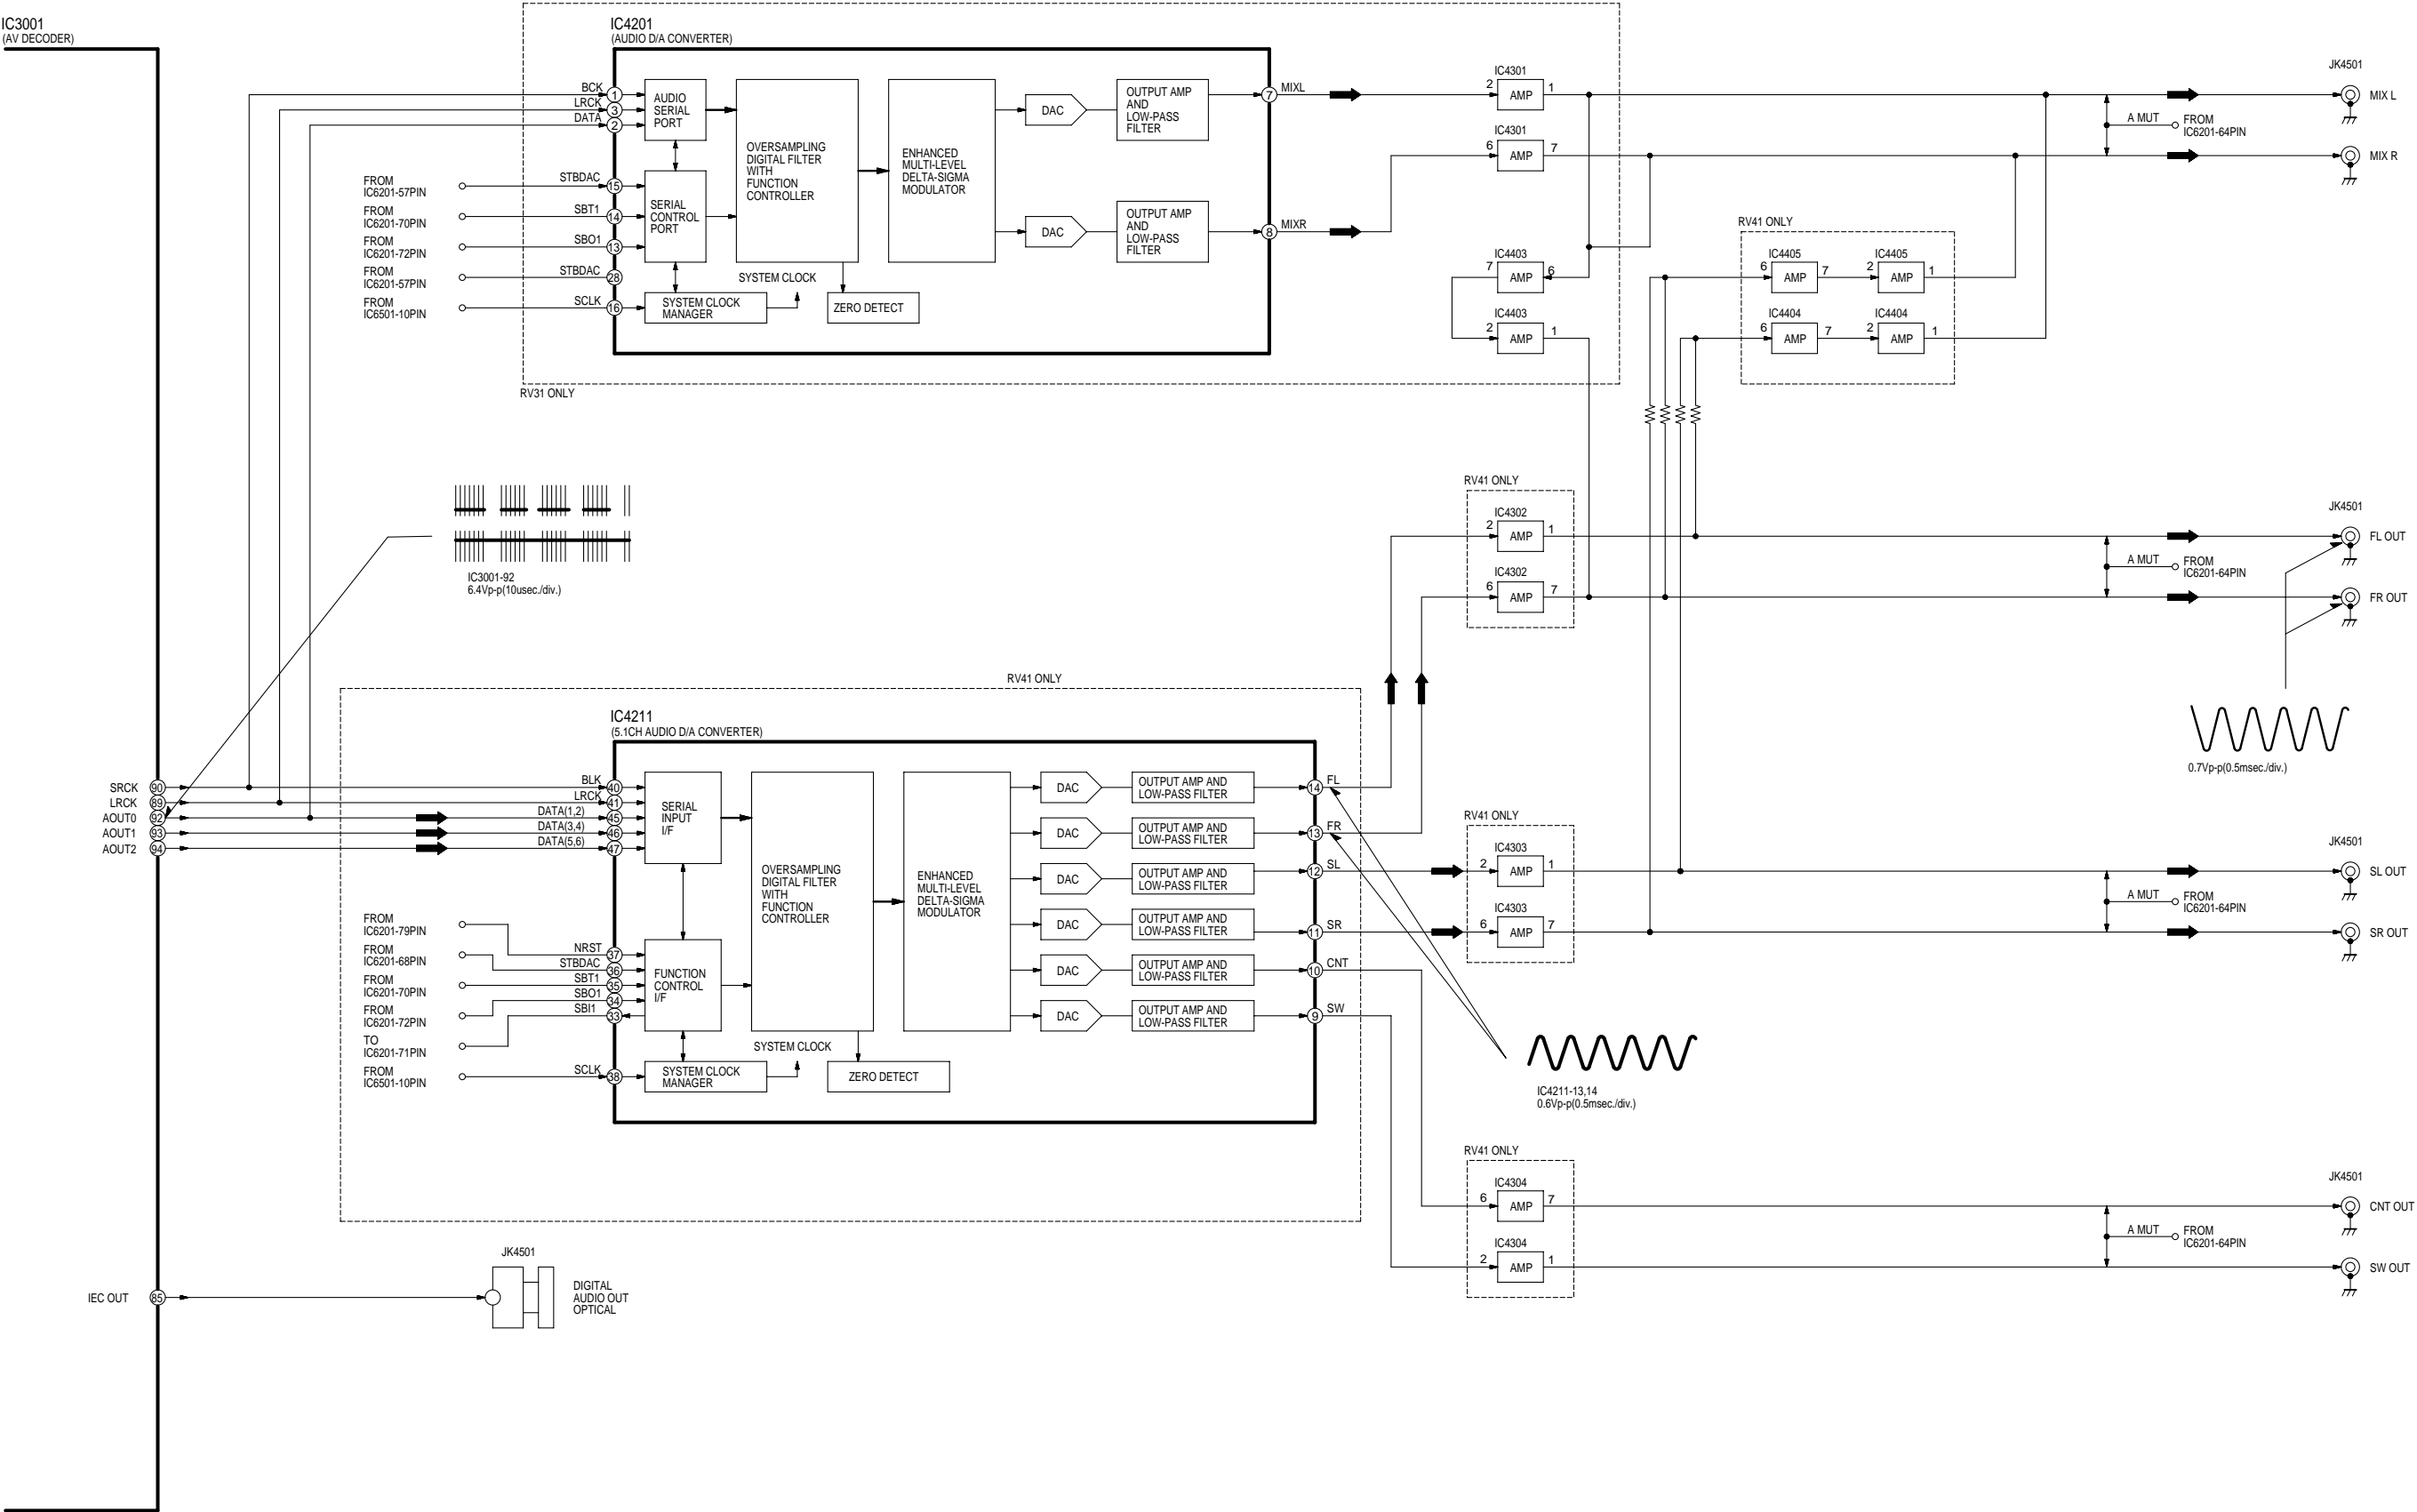 IC3001
(AV DECODER)
IC4201
(AUDIO D/A CONVERTER)
BCK
1
LRCK
3
DATA
2
AUDIO
SERIAL
PORT
FROM
IC6201-57PIN
STBDAC
15
FROM
IC6201-70PIN
SBT1
14
FROM
IC6201-72PIN
SBO1
13
FROM
IC6201-57PIN
STBDAC
28
FROM
IC6501-10PIN
SCLK
16
SERIAL
CONTROL
PORT
SYSTEM CLOCK
MANAGER
SYSTEM CLOCK
OVERSAMPLING
DIGITAL FILTER
WITH
FUNCTION
CONTROLLER
ZERO DETECT
ENHANCED
MULTI-LEVEL
DELTA-SIGMA
MODULATOR
DAC
OUTPUT AMP
AND
LOW-PASS
FILTER
7
MIXL
DAC
OUTPUT AMP
AND
LOW-PASS
FILTER
8
MIXR
RV31 ONLY
IC4301
2
AMP
1
IC4301
6
AMP
7
IC4403
7
AMP
6
IC4403
2
AMP
1
JK4501
MIX L
A MUT
FROM
IC6201-64PIN
MIX R
RV41 ONLY
IC4405
6
AMP
7
IC4405
2
AMP
1
IC4404
6
AMP
7
IC4404
2
AMP
1
IC3001-92
6.4Vp-p(10usec./div.)
RV41 ONLY
IC4302
2
AMP
1
IC4302
6
AMP
7
JK4501
FL OUT
A MUT
FROM
IC6201-64PIN
FR OUT
0.7Vp-p(0.5msec./div.)
RV41 ONLY
IC4211
(5.1CH AUDIO D/A CONVERTER)
SRCK
90
LRCK
89
AOUT0
92
AOUT1
93
AOUT2
94
BLK
40
LRCK
41
DATA(1,2)
45
DATA(3,4)
46
DATA(5,6)
47
SERIAL
INPUT
I/F
FROM
IC6201-79PIN
NRST
37
FROM
IC6201-68PIN
STBDAC
36
FROM
IC6201-70PIN
SBT1
35
FROM
IC6201-72PIN
SBO1
34
TO
IC6201-71PIN
SBI1
33
FROM
IC6501-10PIN
SCLK
38
FUNCTION
CONTROL
I/F
SYSTEM CLOCK
MANAGER
SYSTEM CLOCK
OVERSAMPLING
DIGITAL FILTER
WITH
FUNCTION
CONTROLLER
ZERO DETECT
ENHANCED
MULTI-LEVEL
DELTA-SIGMA
MODULATOR
DAC
OUTPUT AMP AND
LOW-PASS FILTER
14
FL
DAC
OUTPUT AMP AND
LOW-PASS FILTER
13
FR
DAC
OUTPUT AMP AND
LOW-PASS FILTER
12
SL
DAC
OUTPUT AMP AND
LOW-PASS FILTER
11
SR
DAC
OUTPUT AMP AND
LOW-PASS FILTER
10
CNT
DAC
OUTPUT AMP AND
LOW-PASS FILTER
9
SW
RV41 ONLY
IC4303
2
AMP
1
IC4303
6
AMP
7
JK4501
SL OUT
A MUT
FROM
IC6201-64PIN
SR OUT
IC4211-13,14
0.6Vp-p(0.5msec./div.)
RV41 ONLY
IC4304
6
AMP
7
IC4304
2
AMP
1
JK4501
CNT OUT
A MUT
FROM
IC6201-64PIN
SW OUT
IEC OUT
85
JK4501
DIGITAL
AUDIO OUT
OPTICAL